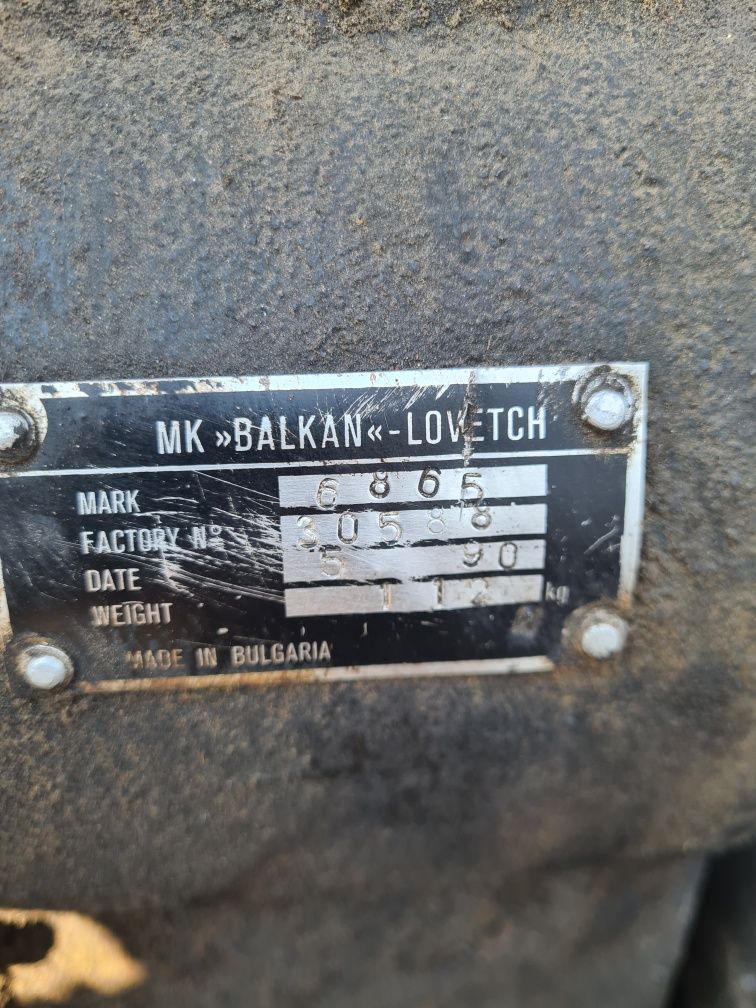 MK »BALKAN«-LOVETCH
MARK 6865
FACTORY Nº 30588
DATE 5 90
WEIGHT 112 kg
MADE IN BULGARIA